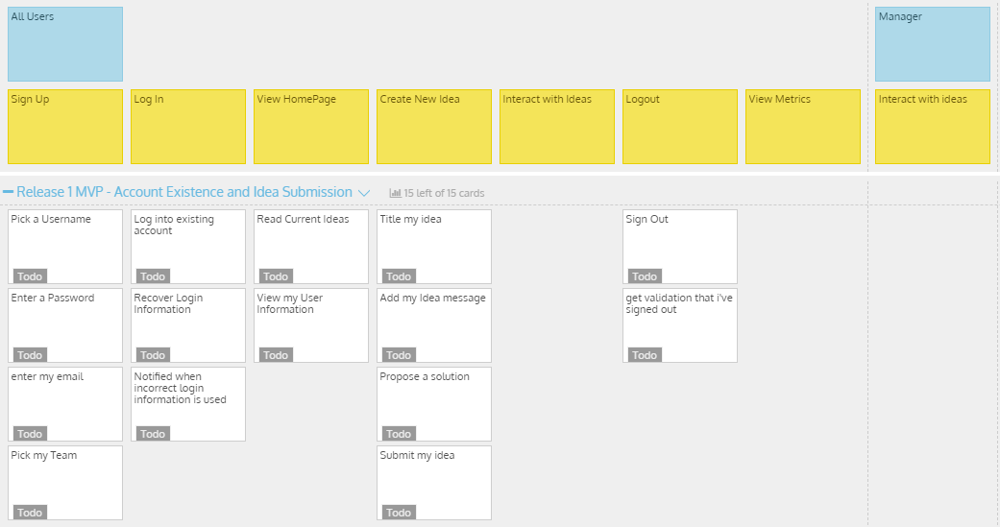 All Users
Manager
Sign Up
Log In
View HomePage
Create New Idea
Interact with Ideas
Logout
View Metrics
Interact with ideas
Release 1 MVP - Account Existence and Idea Submission
15 left of 15 cards
Pick a Username
Todo
Log into existing
account
Todo
Read Current Ideas
Todo
Title my idea
Todo
Sign Out
Todo
Enter a Password
Todo
Recover Login
Information
Todo
View my User
Information
Todo
Add my Idea message
Todo
get validation that i've
signed out
Todo
enter my email
Todo
Notified when
incorrect login
information is used
Todo
Propose a solution
Todo
Pick my Team
Todo
Submit my idea
Todo